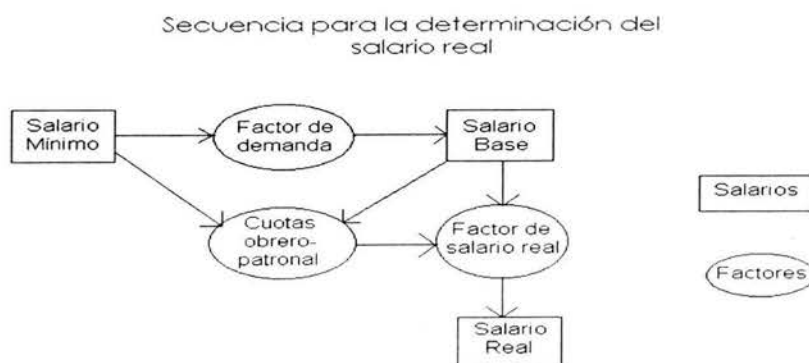 Secuencia para la determinación del
salario real
Salario
Mínimo
Factor de
demanda
Salario
Base
Salarios
Cuotas
obrero-
patronal
Factor de
salario real
Factores
Salario
Real